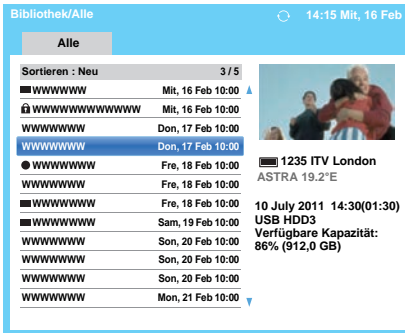 Bibliothek/Alle 14:15 Mit, 16 Feb
Alle
Sortieren : Neu 3 / 5
WWWWWW Mit, 16 Feb 10:00
WWWWWWWWWWWW Mit, 16 Feb 10:00
WWWWWWW Don, 17 Feb 10:00
WWWWWWW Don, 17 Feb 10:00
WWWWWWW Fre, 18 Feb 10:00
WWWWWWW Fre, 18 Feb 10:00
WWWWWWW Fre, 18 Feb 10:00
WWWWWWW Sam, 19 Feb 10:00
WWWWWWW Son, 20 Feb 10:00
WWWWWWW Son, 20 Feb 10:00
WWWWWWW Son, 20 Feb 10:00
WWWWWWW Mon, 21 Feb 10:00
1235 ITV London
ASTRA 19.2°E
10 July 2011 14:30(01:30)
USB HDD3
Verfügbare Kapazität:
86% (912,0 GB)